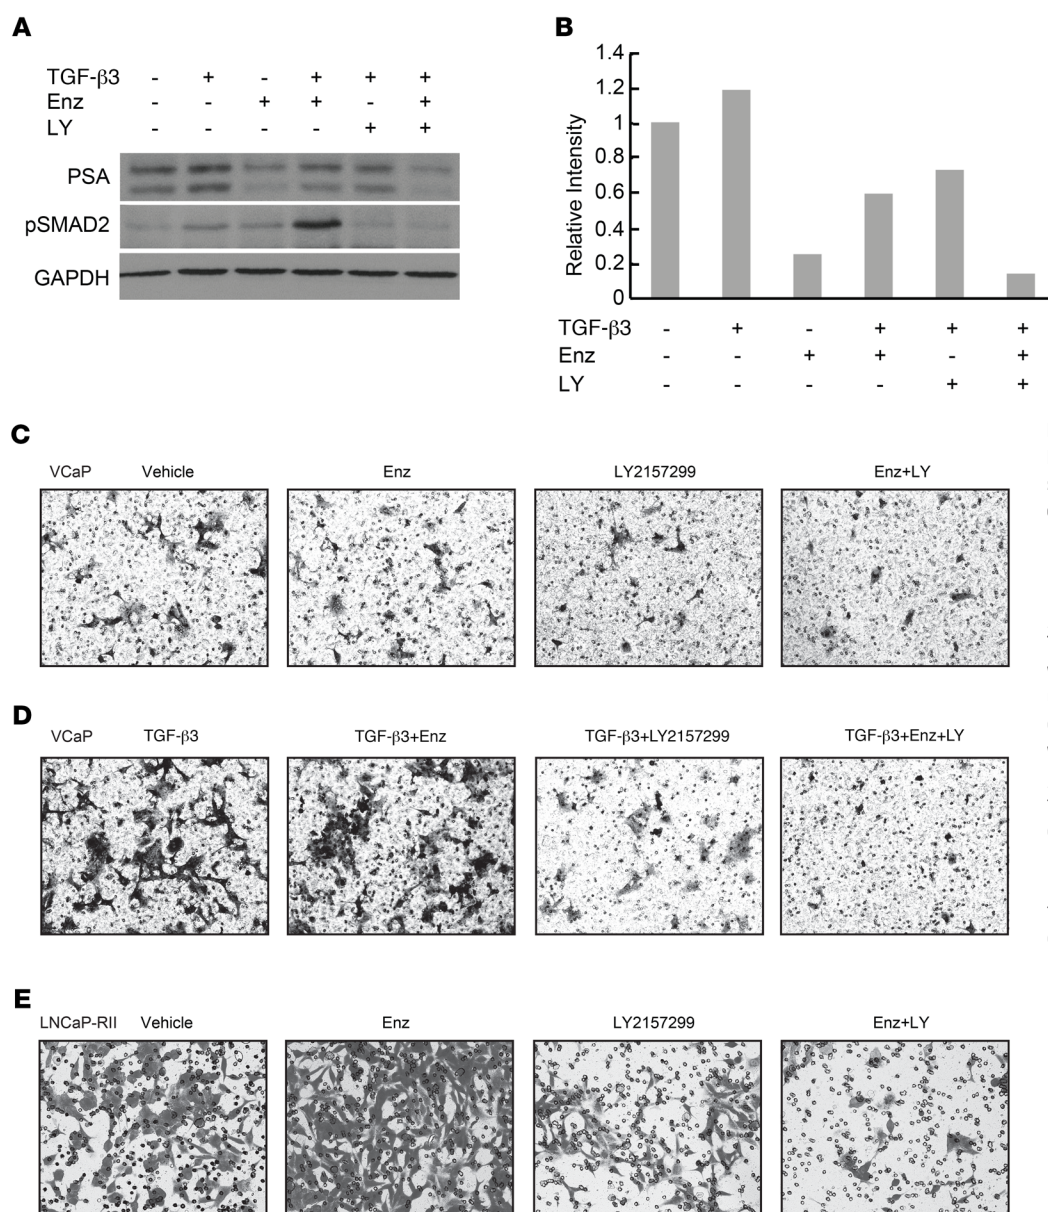 A
TGF-β3 - + - + + +
Enz - - + + - +
LY - - - - + +
PSA
pSMAD2
GAPDH
B
1.4
1.2
1
0.8
0.6
0.4
0.2
0
Relative Intensity
TGF-β3 - + - + + +
Enz - - + + - +
LY - - - - + +
C
VCaP Vehicle Enz LY2157299 Enz+LY
D
VCaP TGF-β3 TGF-β3+Enz TGF-β3+LY2157299 TGF-β3+Enz+LY
E
LNCaP-RII Vehicle Enz LY2157299 Enz+LY